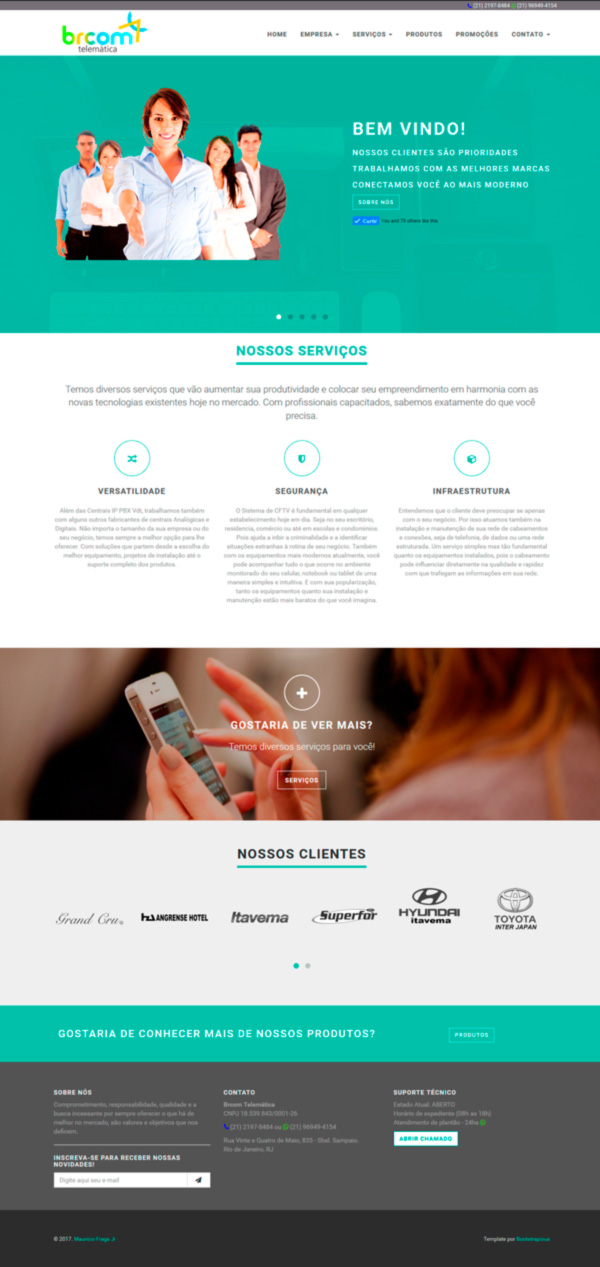 (21) 2197-8484 (21) 96949-4154
brcom
telemática
HOME EMPRESA SERVIÇOS PRODUTOS PROMOÇÕES CONTATO
BEM VINDO!
NOSSOS CLIENTES SÃO PRIORIDADES
TRABALHAMOS COM AS MELHORES MARCAS
CONECTAMOS VOCÊ AO MAIS MODERNO
SOBRE NÓS
Curtir You and 75 others like this.
NOSSOS SERVIÇOS
Temos diversos serviços que vão aumentar sua produtividade e colocar seu empreendimento em harmonia com as
novas tecnologias existentes hoje no mercado. Com profissionais capacitados, sabemos exatamente do que você
precisa.
VERSATILIDADE
Além das Centrais IP PBX Vdt, trabalhamos também
com alguns outros fabricantes de centrais Analógicas e
Digitais. Não importa o tamanho da sua empresa ou do
seu negócio, temos sempre a melhor opção para lhe
oferecer. Com soluções que partem desde a escolha do
melhor equipamento, projetos de instalação até o
suporte completo dos produtos.
SEGURANÇA
O Sistema de CFTV é fundamental em qualquer
estabelecimento hoje em dia. Seja no seu escritório,
residencia, comércio ou até em escolas e condomínios.
Pois ajuda a inibir a criminalidade e a identificar
situações estranhas à rotina de seu negócio. Também
com os equipamentos mais modernos atualmente, você
pode acompanhar tudo o que ocorre no ambiente
monitorado do seu celular, notebook ou tablet de uma
maneira simples e intuitiva. E com sua popularização,
tanto os equipamentos quanto sua instalação e
manutenção estão mais baratos do que você imagina.
INFRAESTRUTURA
Entendemos que o cliente deve preocupar se apenas
com o seu negócio. Por isso atuamos também na
instalação e manutenção de sua rede de cabeamentos
e conexões, seja de telefonia, de dados ou uma rede
estruturada. Um serviço simples mas tão fundamental
quanto os equipamentos instalados, pois o cabeamento
pode influenciar diretamente na qualidade e rapidez
com que trafegam as informações em sua rede.
GOSTARIA DE VER MAIS?
Temos diversos serviços para você!
SERVIÇOS
NOSSOS CLIENTES
Grand Cru
ANGRENSE HOTEL
Itavema
Superfor
HYUNDAI
itavema
TOYOTA
INTER JAPAN
GOSTARIA DE CONHECER MAIS DE NOSSOS PRODUTOS?
PRODUTOS
SOBRE NÓS
Comprometimento, responsabilidade, qualidade e a
busca incessante por sempre oferecer o que há de
melhor no mercado, são valores e objetivos que nos
definem.
INSCREVA-SE PARA RECEBER NOSSAS
NOVIDADES!
Digite aqui seu e-mail
CONTATO
Brcom Telemática
(21) 2197-8484 ou (21) 96949-4154
Rua Vinte e Quatro de Maio, 835 - Sampaio.
Rio de Janeiro, RJ
SUPORTE TÉCNICO
Estado Atual: ABERTO
Horário de expediente (08h as 18h)
Atendimento de plantão - 24hs
ABRIR CHAMADO
© 2017. Mauricio Fraga Jr
Template por Bootstrapious